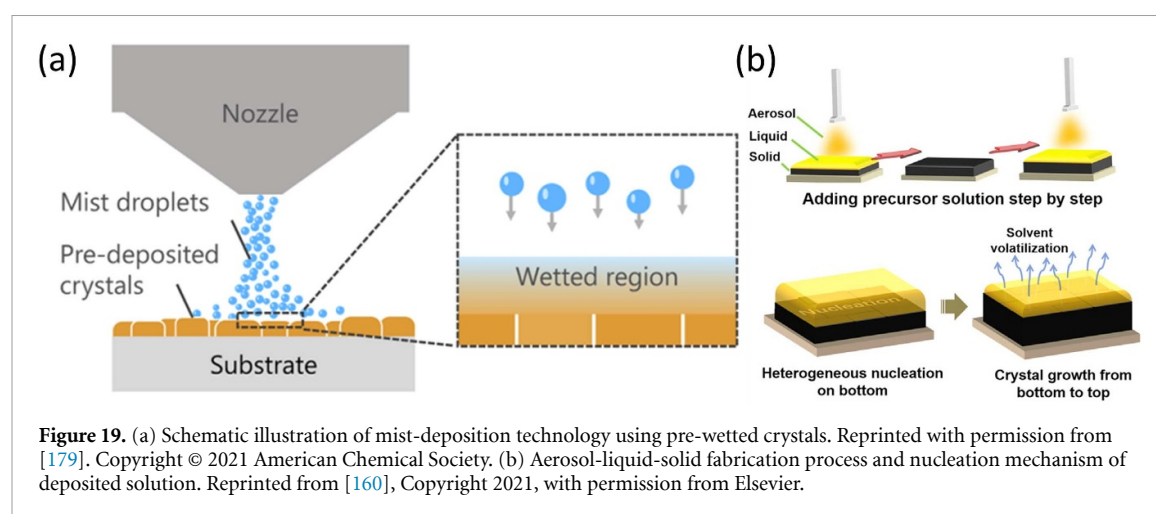 (a)
Nozzle
Mist droplets
Pre-deposited
crystals
Wetted region
Substrate
(b)
Aerosol
Liquid
Solid
Adding precursor solution step by step
Solvent
volatilization
Nucleation
Heterogeneous nucleation
on bottom
Crystal growth from
bottom to top
Figure 19. (a) Schematic illustration of mist-deposition technology using pre-wetted crystals. Reprinted with permission from
[179]. Copyright © 2021 American Chemical Society. (b) Aerosol-liquid-solid fabrication process and nucleation mechanism of
deposited solution. Reprinted from [160], Copyright 2021, with permission from Elsevier.